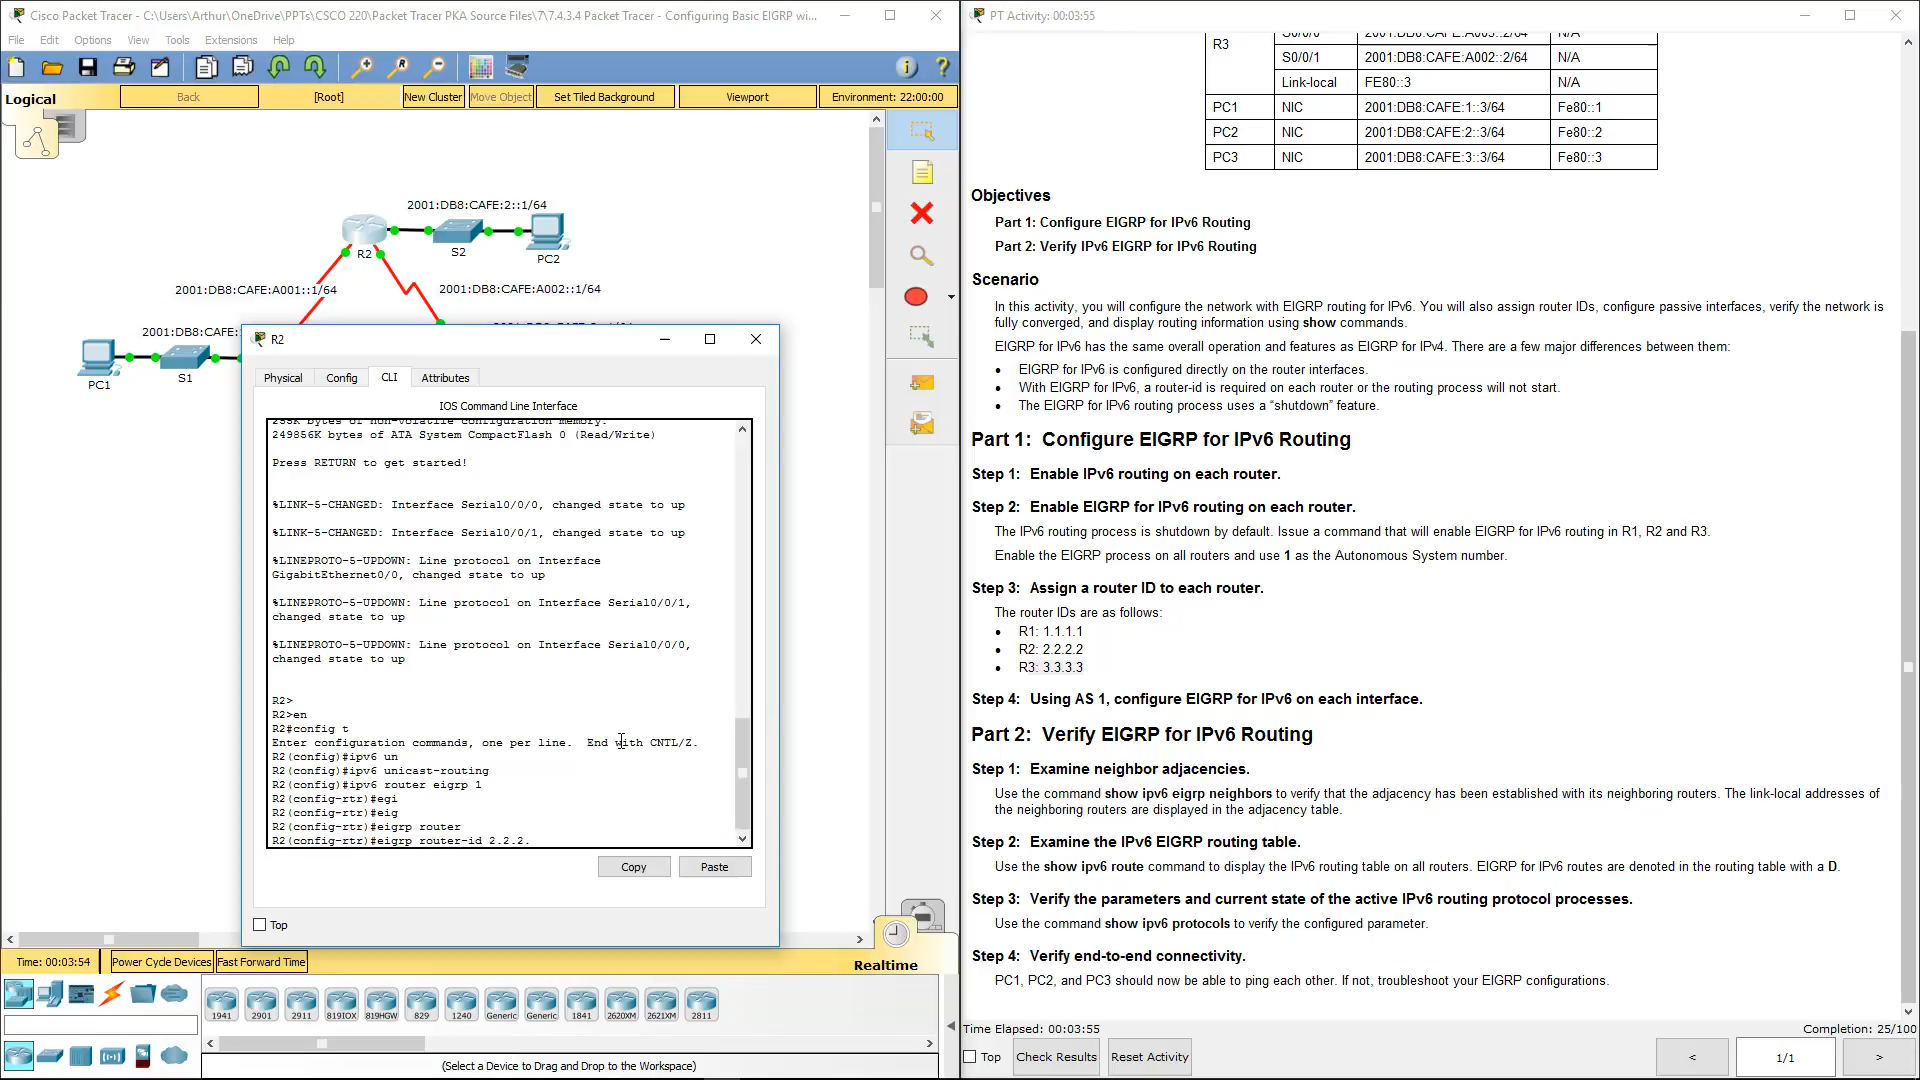 Cisco Packet Tracer PKA - C:\Users\Arthur\OneDrive\PPTs\CSCO 220\Packet Tracer PKA Source Files\7\7.4.3.4 Packet Tracer - Configuring Basic EIGRP wi...
File Edit Options View Tools Extensions Help
Logical
Back
[Root]
New Cluster
Move Object
Set Tiled Background
Viewport
Environment: 22:00:00
2001:DB8:CAFE:2::1/64
R2
S2
PC2
2001:DB8:CAFE:A001::1/64
2001:DB8:CAFE:A002::1/64
2001:DB8:CAFE:
PC1
S1
R2
Physical
Config
CLI
Attributes
IOS Command Line Interface
255K bytes of non-volatile configuration memory.
249856K bytes of ATA System CompactFlash 0 (Read/Write)
Press RETURN to get started!
%LINK-5-CHANGED: Interface Serial0/0/0, changed state to up
%LINK-5-CHANGED: Interface Serial0/0/1, changed state to up
%LINEPROTO-5-UPDOWN: Line protocol on Interface
GigabitEthernet0/0, changed state to up
%LINEPROTO-5-UPDOWN: Line protocol on Interface Serial0/0/1,
changed state to up
%LINEPROTO-5-UPDOWN: Line protocol on Interface Serial0/0/0,
changed state to up
R2>
R2>en
R2#config t
Enter configuration commands, one per line.  End with CNTL/Z.
R2(config)#ipv6 un
R2(config)#ipv6 unicast-routing
R2(config)#ipv6 router eigrp 1
R2(config-rtr)#egi
R2(config-rtr)#eig
R2(config-rtr)#eigrp router
R2(config-rtr)#eigrp router-id 2.2.2.
Copy
Paste
Top
Realtime
Time: 00:03:54
Power Cycle Devices
Fast Forward Time
1941
2901
2911
819IOX
819HGW
829
1240
Generic
Generic
1841
2620XM
2621XM
2811
(Select a Device to Drag and Drop to the Workspace)
PT Activity: 00:03:55
R3
S0/0/0 2001:DB8:CAFE:A003::2/64 N/A
S0/0/1 2001:DB8:CAFE:A002::2/64 N/A
Link-local FE80::3 N/A
PC1 NIC 2001:DB8:CAFE:1::3/64 Fe80::1
PC2 NIC 2001:DB8:CAFE:2::3/64 Fe80::2
PC3 NIC 2001:DB8:CAFE:3::3/64 Fe80::3
Objectives
Part 1: Configure EIGRP for IPv6 Routing
Part 2: Verify IPv6 EIGRP for IPv6 Routing
Scenario
In this activity, you will configure the network with EIGRP routing for IPv6. You will also assign router IDs, configure passive interfaces, verify the network is
fully converged, and display routing information using show commands.
EIGRP for IPv6 has the same overall operation and features as EIGRP for IPv4. There are a few major differences between them:
• EIGRP for IPv6 is configured directly on the router interfaces.
• With EIGRP for IPv6, a router-id is required on each router or the routing process will not start.
• The EIGRP for IPv6 routing process uses a “shutdown” feature.
Part 1: Configure EIGRP for IPv6 Routing
Step 1: Enable IPv6 routing on each router.
Step 2: Enable EIGRP for IPv6 routing on each router.
The IPv6 routing process is shutdown by default. Issue a command that will enable EIGRP for IPv6 routing in R1, R2 and R3.
Enable the EIGRP process on all routers and use 1 as the Autonomous System number.
Step 3: Assign a router ID to each router.
The router IDs are as follows:
• R1: 1.1.1.1
• R2: 2.2.2.2
• R3: 3.3.3.3
Step 4: Using AS 1, configure EIGRP for IPv6 on each interface.
Part 2: Verify EIGRP for IPv6 Routing
Step 1: Examine neighbor adjacencies.
Use the command show ipv6 eigrp neighbors to verify that the adjacency has been established with its neighboring routers. The link-local addresses of
the neighboring routers are displayed in the adjacency table.
Step 2: Examine the IPv6 EIGRP routing table.
Use the show ipv6 route command to display the IPv6 routing table on all routers. EIGRP for IPv6 routes are denoted in the routing table with a D.
Step 3: Verify the parameters and current state of the active IPv6 routing protocol processes.
Use the command show ipv6 protocols to verify the configured parameter.
Step 4: Verify end-to-end connectivity.
PC1, PC2, and PC3 should now be able to ping each other. If not, troubleshoot your EIGRP configurations.
Time Elapsed: 00:03:55
Completion: 25/100
Top
Check Results
Reset Activity
<
1/1
>